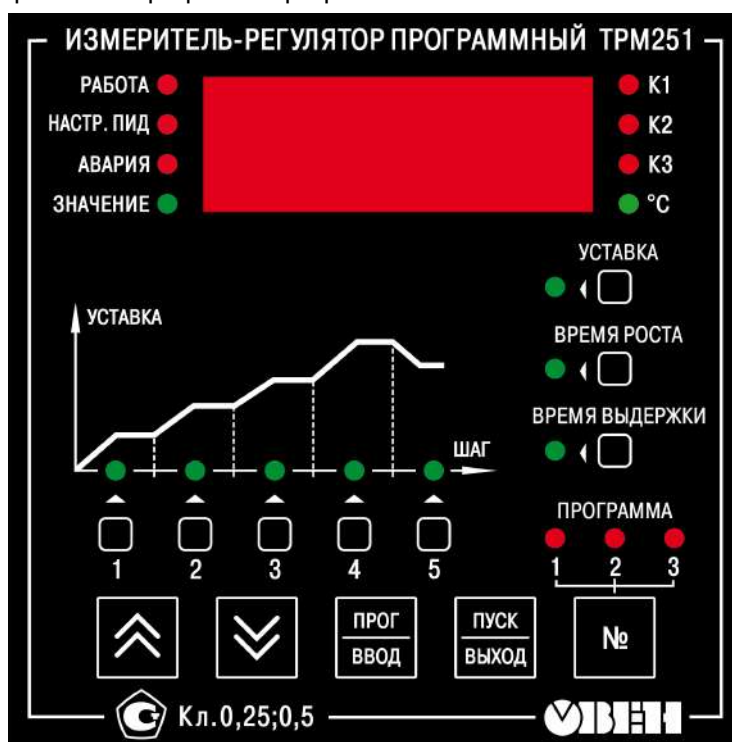 ИЗМЕРИТЕЛЬ-РЕГУЛЯТОР ПРОГРАММНЫЙ ТРМ251
РАБОТА
К1
НАСТР. ПИД
К2
АВАРИЯ
К3
ЗНАЧЕНИЕ
°С
УСТАВКА
УСТАВКА
ВРЕМЯ РОСТА
ВРЕМЯ ВЫДЕРЖКИ
ШАГ
ПРОГРАММА
1 2 3 4 5
1 2 3
ПРОГ
ВВОД
ПУСК
ВЫХОД
№
Кл.0,25;0,5
ОВЕН